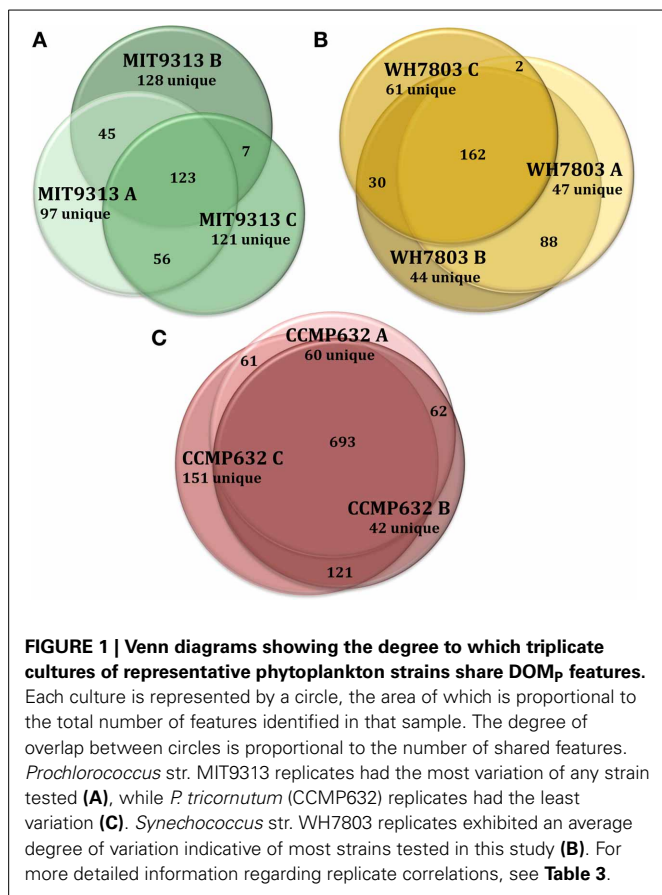 A
MIT9313 B
128 unique
45
7
123
MIT9313 A
97 unique
MIT9313 C
121 unique
56
B
WH7803 C
61 unique
2
162
WH7803 A
47 unique
30
88
WH7803 B
44 unique
C
CCMP632 A
60 unique
61
62
693
CCMP632 C
151 unique
CCMP632 B
42 unique
121
FIGURE 1 | Venn diagrams showing the degree to which triplicate
cultures of representative phytoplankton strains share DOMP features.
Each culture is represented by a circle, the area of which is proportional to
the total number of features identified in that sample. The degree of
overlap between circles is proportional to the number of shared features.
Prochlorococcus str. MIT9313 replicates had the most variation of any strain
tested (A), while P. tricornutum (CCMP632) replicates had the least
variation (C). Synechococcus str. WH7803 replicates exhibited an average
degree of variation indicative of most strains tested in this study (B). For
more detailed information regarding replicate correlations, see Table 3.